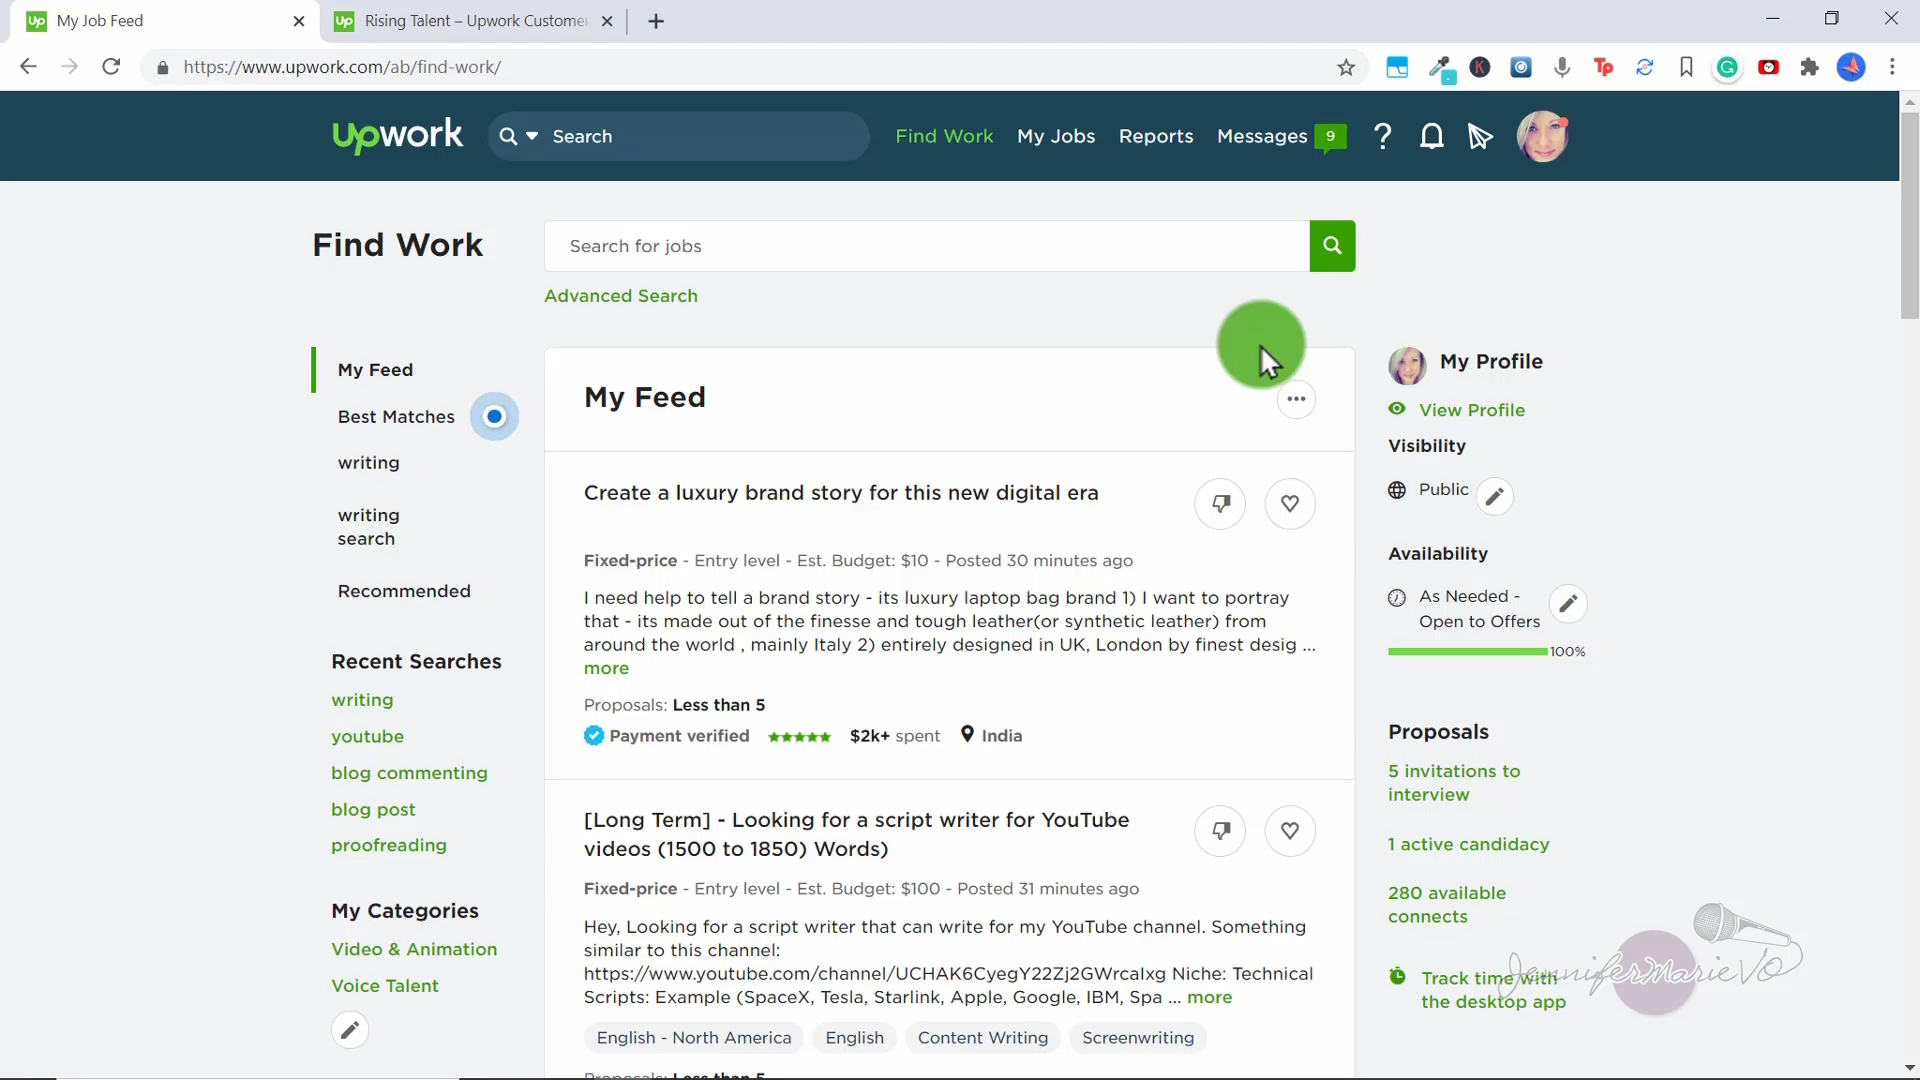 My Job Feed
Rising Talent – Upwork Custome
https://www.upwork.com/ab/find-work/
upwork
Search
Find Work
My Jobs
Reports
Messages
9
Find Work
Search for jobs
Advanced Search
My Feed
Best Matches
writing
writing
search
Recommended
Recent Searches
writing
youtube
blog commenting
blog post
proofreading
My Categories
Video & Animation
Voice Talent
My Feed
Create a luxury brand story for this new digital era
Fixed-price - Entry level - Est. Budget: $10 - Posted 30 minutes ago
I need help to tell a brand story - its luxury laptop bag brand 1) I want to portray
that - its made out of the finesse and tough leather(or synthetic leather) from
around the world , mainly Italy 2) entirely designed in UK, London by finest desig ...
more
Proposals: Less than 5
Payment verified $2k+ spent India
[Long Term] - Looking for a script writer for YouTube
videos (1500 to 1850) Words)
Fixed-price - Entry level - Est. Budget: $100 - Posted 31 minutes ago
Hey, Looking for a script writer that can write for my YouTube channel. Something
similar to this channel:
https://www.youtube.com/channel/UCHAK6CyegY22Zj2GWrcaIxg Niche: Technical
Scripts: Example (SpaceX, Tesla, Starlink, Apple, Google, IBM, Spa ... more
English - North America
English
Content Writing
Screenwriting
Proposals: Less than 5
My Profile
View Profile
Visibility
Public
Availability
As Needed -
Open to Offers
100%
Proposals
5 invitations to
interview
1 active candidacy
280 available
connects
Track time with
the desktop app
JenniferMarieVO